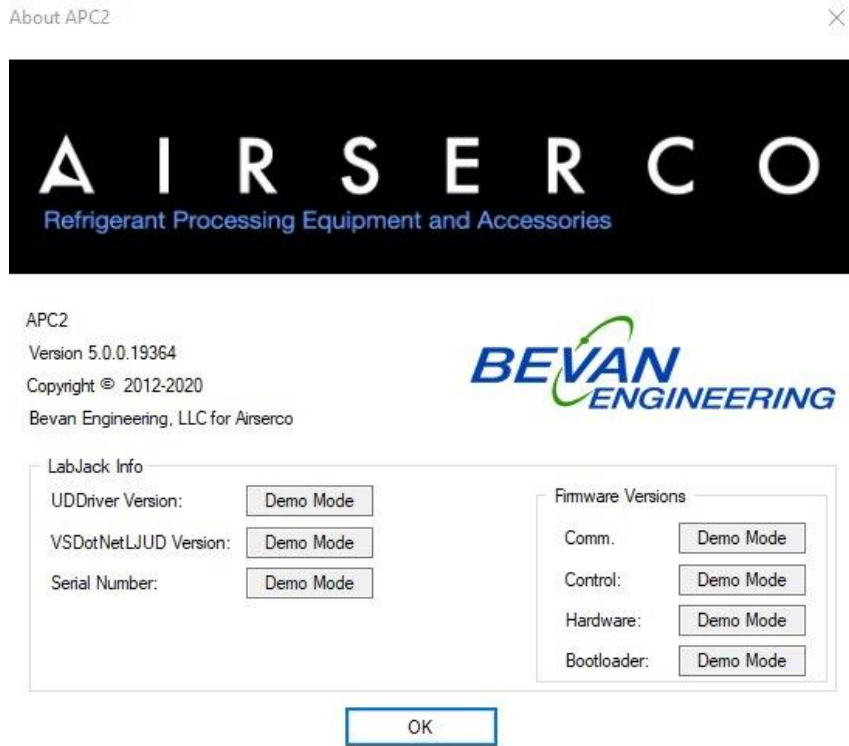 About APC2
AIRSERCO
Refrigerant Processing Equipment and Accessories
APC2
Version 5.0.0.19364
Copyright © 2012-2020
Bevan Engineering, LLC for Airserco
BEVAN
ENGINEERING
LabJack Info
UDDriver Version: Demo Mode
VSDotNetLJUD Version: Demo Mode
Serial Number: Demo Mode
Firmware Versions
Comm. Demo Mode
Control: Demo Mode
Hardware: Demo Mode
Bootloader: Demo Mode
OK